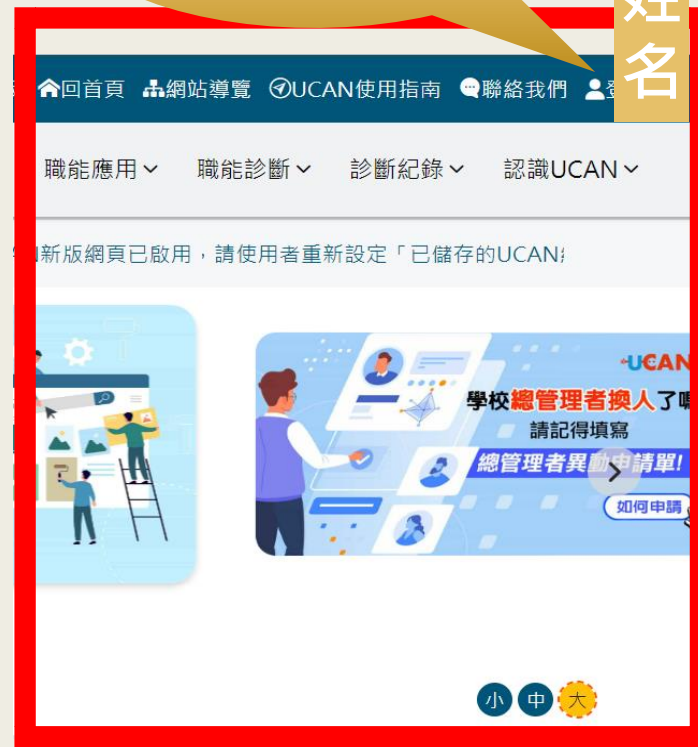 姓名
回首頁 網站導覽 UCAN使用指南 聯絡我們
職能應用 職能診斷 診斷紀錄 認識UCAN
新版網頁已啟用，請使用者重新設定「已儲存的UCAN
UCAN
學校總管理者換人了嗎
請記得填寫
總管理者異動申請單!
如何申請
小 中 大